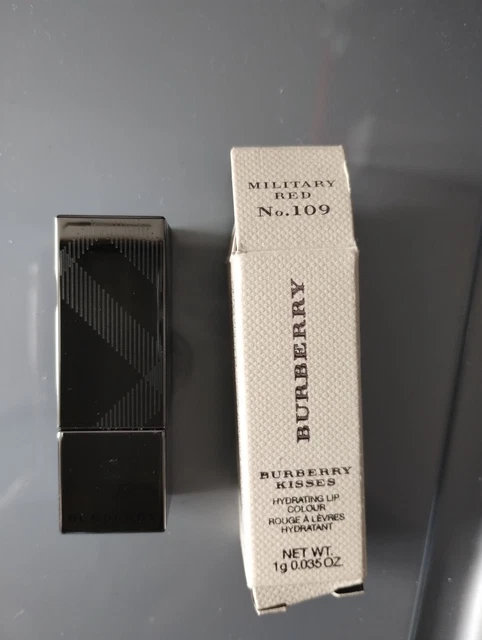 MILITARY
RED
No.109
BURBERRY
BURBERRY
KISSES
HYDRATING LIP
COLOUR
ROUGE À LÈVRES
HYDRATANT
NET WT.
1g 0.035 OZ.
BURBERRY